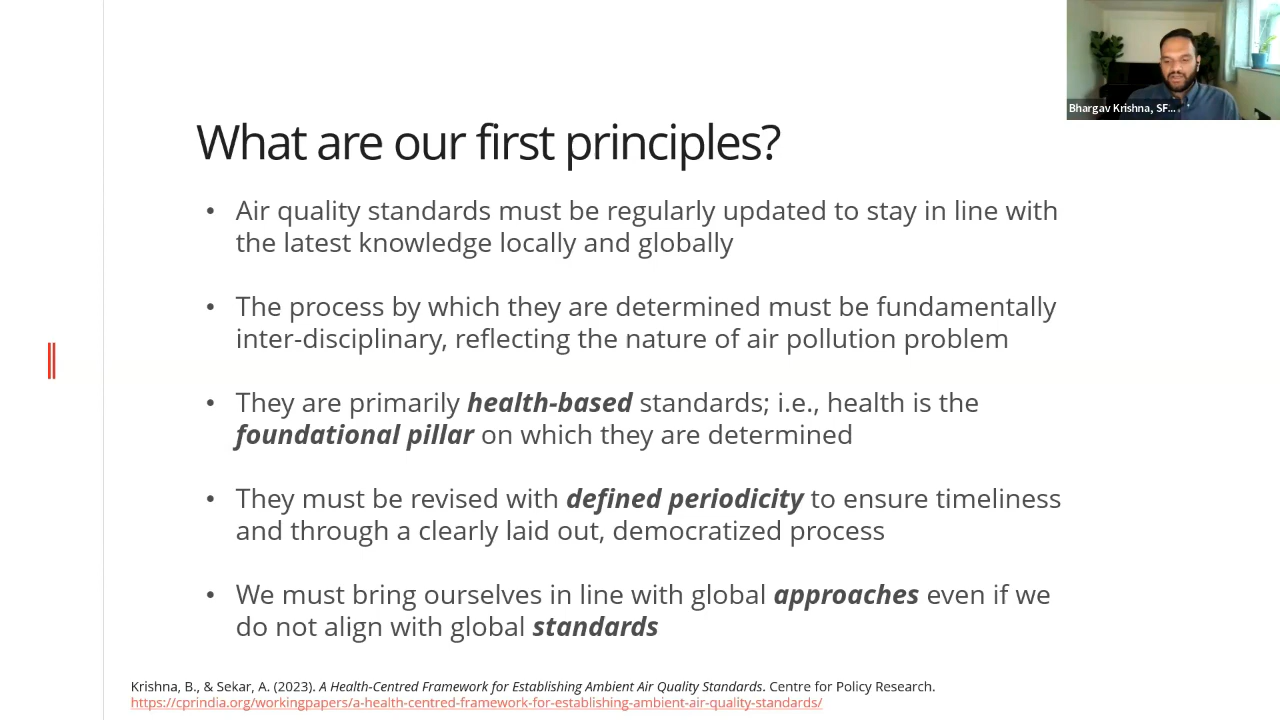 Bhargav Krishna, SF...
What are our first principles?
• Air quality standards must be regularly updated to stay in line with
the latest knowledge locally and globally
• The process by which they are determined must be fundamentally
inter-disciplinary, reflecting the nature of air pollution problem
• They are primarily health-based standards; i.e., health is the
foundational pillar on which they are determined
• They must be revised with defined periodicity to ensure timeliness
and through a clearly laid out, democratized process
• We must bring ourselves in line with global approaches even if we
do not align with global standards
Krishna, B., & Sekar, A. (2023). A Health-Centred Framework for Establishing Ambient Air Quality Standards. Centre for Policy Research.
https://cprindia.org/workingpapers/a-health-centred-framework-for-establishing-ambient-air-quality-standards/